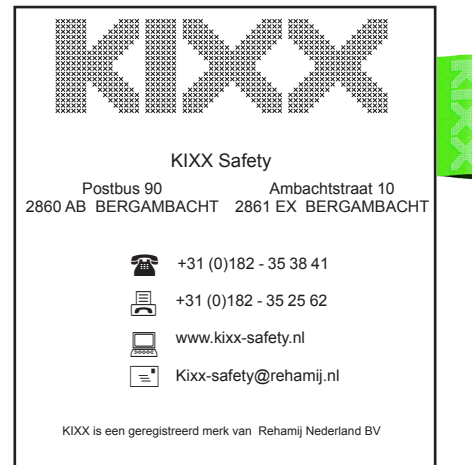 KIXX
KIXX
KIXX Safety
Postbus 90
2860 AB BERGAMBACHT
Ambachtstraat 10
2861 EX BERGAMBACHT
+31 (0)182 - 35 38 41
+31 (0)182 - 35 25 62
www.kixx-safety.nl
Kixx-safety@rehamij.nl
KIXX is een geregistreerd merk van Rehamij Nederland BV